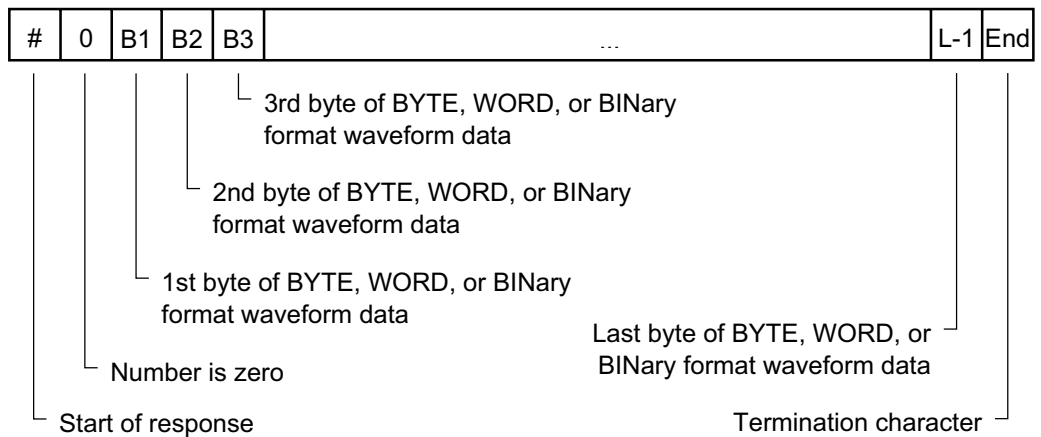 # 0 B1 B2 B3 ... L-1 End
3rd byte of BYTE, WORD, or BINary
format waveform data
2nd byte of BYTE, WORD, or BINary
format waveform data
1st byte of BYTE, WORD, or BINary
format waveform data
Last byte of BYTE, WORD, or
BINary format waveform data
Number is zero
Start of response
Termination character